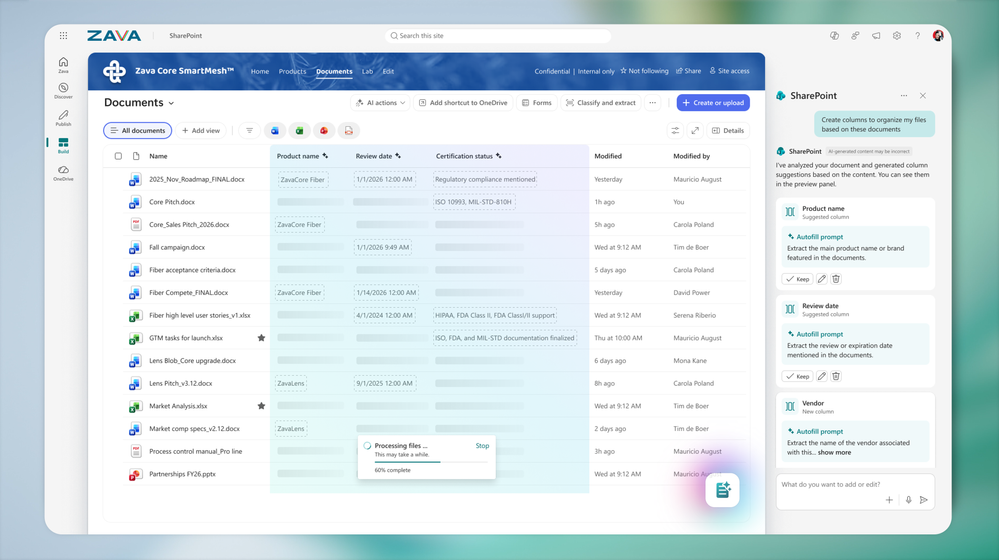 ZAVA
SharePoint
Search this site
?
Zava
Discover
Publish
Build
OneDrive
Zava Core SmartMesh™
Home Products Documents Lab Edit
Confidential | Internal only Not following Share Site access
Documents
AI actions Add shortcut to OneDrive Forms Classify and extract ... + Create or upload
All documents + Add view
Details
Name Product name Review date Certification status Modified Modified by
2025_Nov_Roadmap_FINAL.docx ZavaCore Fiber 1/1/2026 12:00 AM Regulatory compliance mentioned Yesterday Mauricio August
Core Pitch.docx ISO 10993, MIL-STD-810H 1h ago You
Core_Sales Pitch_2026.docx ZavaCore Fiber 5h ago Carola Poland
Fall campaign.docx 1/1/2026 9:49 AM Wed at 9:12 AM Tim de Boer
Fiber acceptance criteria.docx 5 days ago Carola Poland
Fiber Compete_FINAL.docx ZavaCore Fiber 1/14/2026 12:00 AM Yesterday David Power
Fiber high level user stories_v1.xlsx 4/1/2024 12:00 AM HIPAA, FDA Class II, FDA ClassI/II support Wed at 9:12 AM Serena Riberio
GTM tasks for launch.xlsx ISO, FDA, and MIL-STD documentation finalized Thu at 10:00 AM Mauricio August
Lens Blob_Core upgrade.docx 6 days ago Mona Kane
Lens Pitch_v3.12.docx ZavaLens 9/1/2025 12:00 AM 8h ago Carola Poland
Market Analysis.xlsx Wed at 9:12 AM Tim de Boer
Market comp specs_v2.12.docx ZavaLens 2 days ago Tim de Boer
Process control manual_Pro line 3h ago Mauricio August
Partnerships FY26.pptx Wed at 9:12 AM Mauricio
Processing files ... Stop
This may take a while.
60% complete
SharePoint
Create columns to organize my files
based on these documents
SharePoint AI-generated content may be incorrect
I've analyzed your document and generated column
suggestions based on the content. You can see them
in the preview panel.
Product name
Suggested column
Autofill prompt
Extract the main product name or brand
featured in the documents.
Keep
Review date
Suggested column
Autofill prompt
Extract the review or expiration date
mentioned in the documents.
Keep
Vendor
New column
Autofill prompt
Extract the name of the vendor associated
with this... show more
What do you want to add or edit?